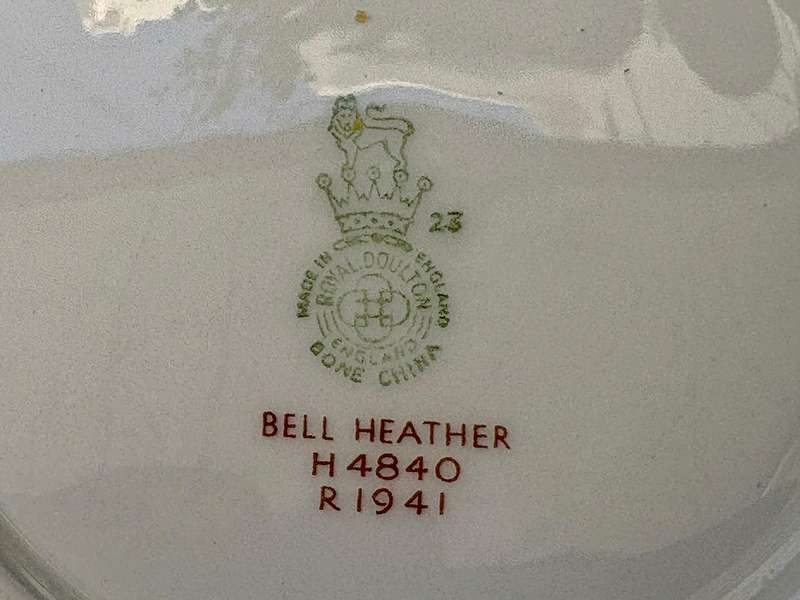 23
MADE IN ENGLAND
ROYAL DOULTON
ENGLAND
BONE CHINA
BELL HEATHER
H4840
R1941